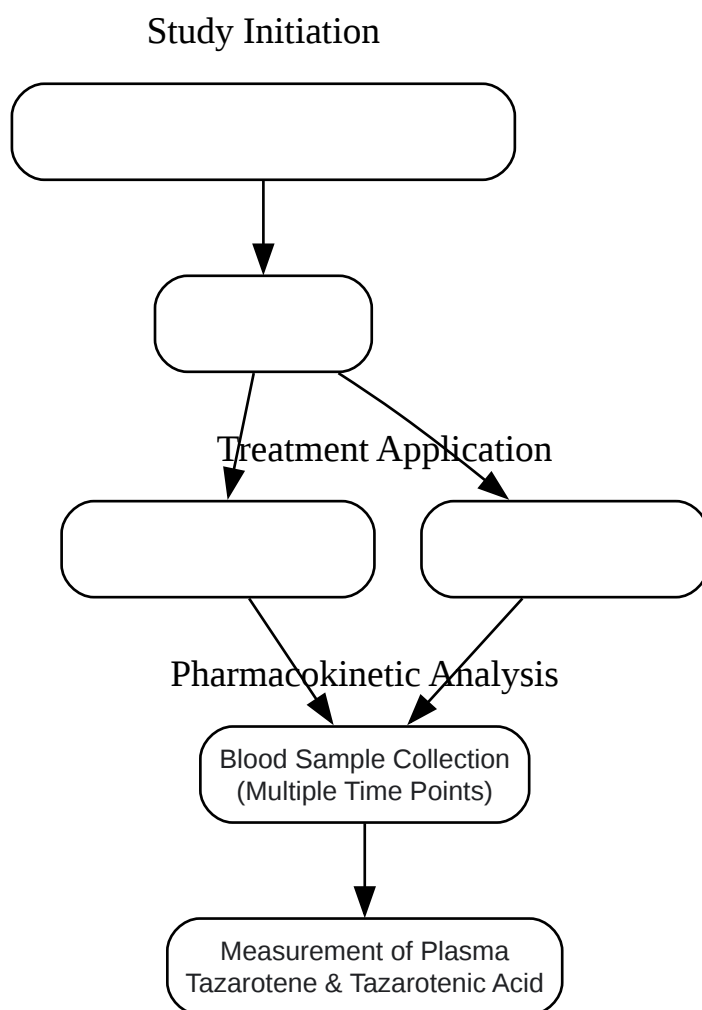 Study Initiation
Treatment Application
Pharmacokinetic Analysis
Blood Sample Collection
(Multiple Time Points)
Measurement of Plasma
Tazarotene & Tazarotenic Acid